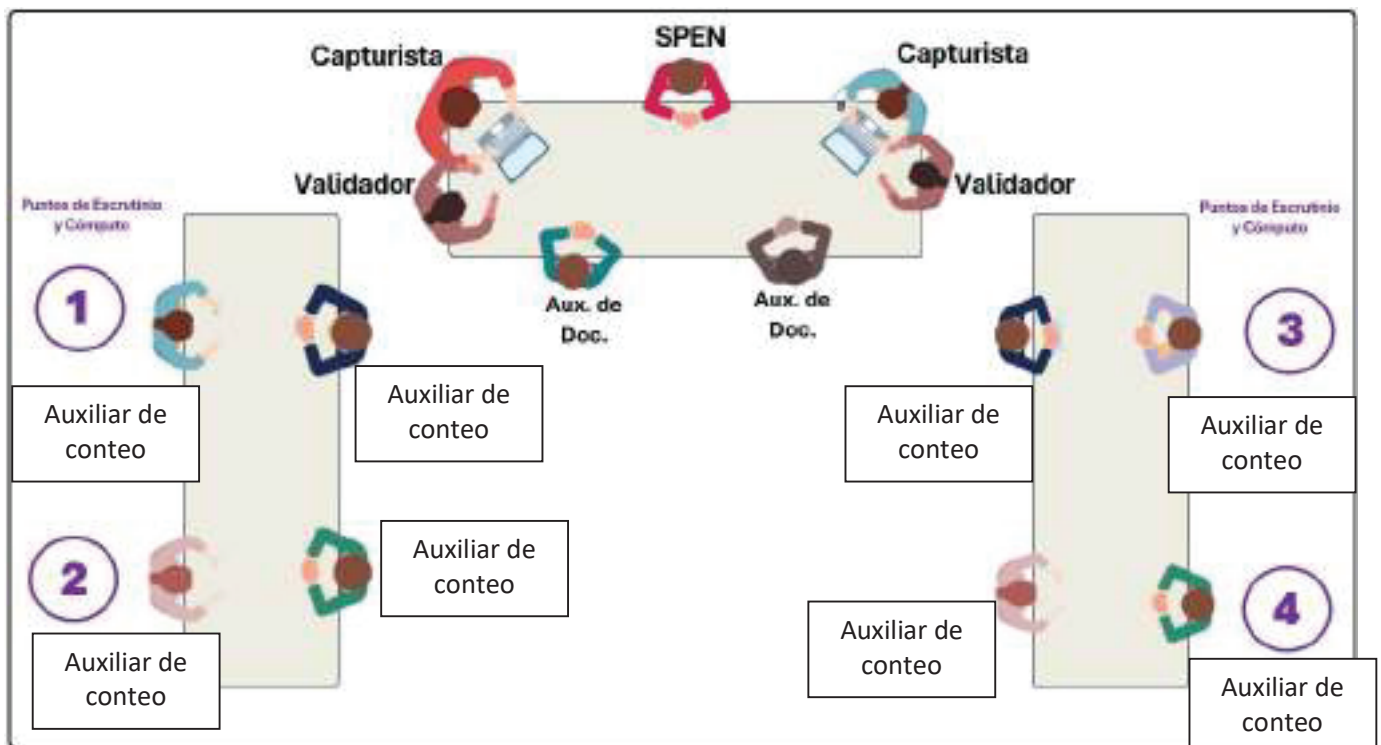 SPEN
Capturista
Capturista
Validador
Validador
Puntos de Escrutinio
y Cómputo
Puntos de Escrutinio
y Cómputo
Aux. de
Doc.
Aux. de
Doc.
1
3
Auxiliar de
conteo
Auxiliar de
conteo
Auxiliar de
conteo
Auxiliar de
conteo
2
4
Auxiliar de
conteo
Auxiliar de
conteo
Auxiliar de
conteo
Auxiliar de
conteo